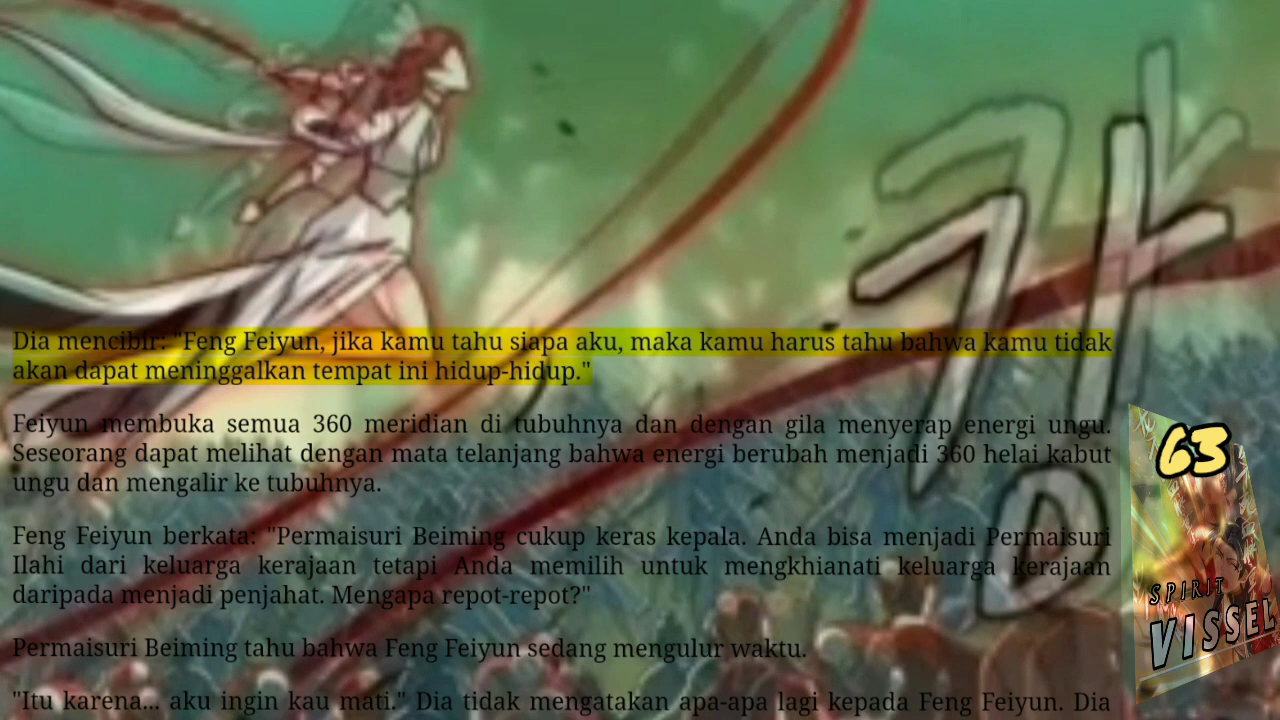 Dia mencibir: "Feng Feiyun, jika kamu tahu siapa aku, maka kamu harus tahu bahwa kamu tidak
akan dapat meninggalkan tempat ini hidup-hidup."
Feiyun membuka semua 360 meridian di tubuhnya dan dengan gila menyerap energi ungu.
Seseorang dapat melihat dengan mata telanjang bahwa energi berubah menjadi 360 helai kabut
ungu dan mengalir ke tubuhnya.
Feng Feiyun berkata: "Permaisuri Beiming cukup keras kepala. Anda bisa menjadi Permaisuri
Ilahi dari keluarga kerajaan tetapi Anda memilih untuk mengkhianati keluarga kerajaan
daripada menjadi penjahat. Mengapa repot-repot?"
Permaisuri Beiming tahu bahwa Feng Feiyun sedang mengulur waktu.
"Itu karena... aku ingin kau mati." Dia tidak mengatakan apa-apa lagi kepada Feng Feiyun. Dia
강
63
SPIRIT
VISSEL